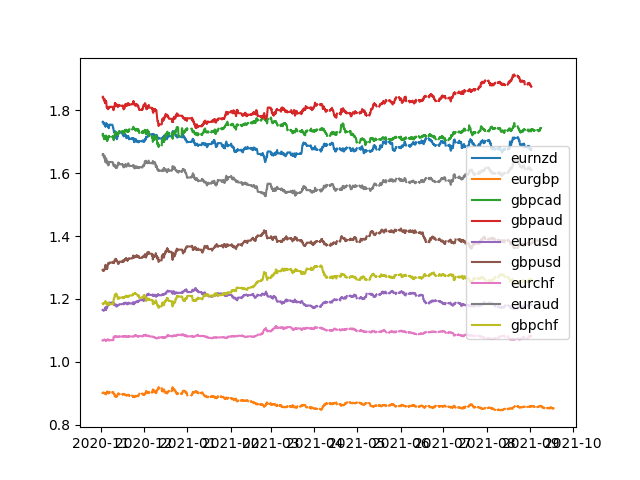 1.8
1.6
1.4
1.2
1.0
0.8
2020-11
2020-12
2021-01
2021-02
2021-03
2021-04
2021-05
2021-06
2021-07
2021-08
2021-09
2021-10
eurnzd
eurgbp
gbpcad
gbpaud
eurusd
gbpusd
eurchf
euraud
gbpchf